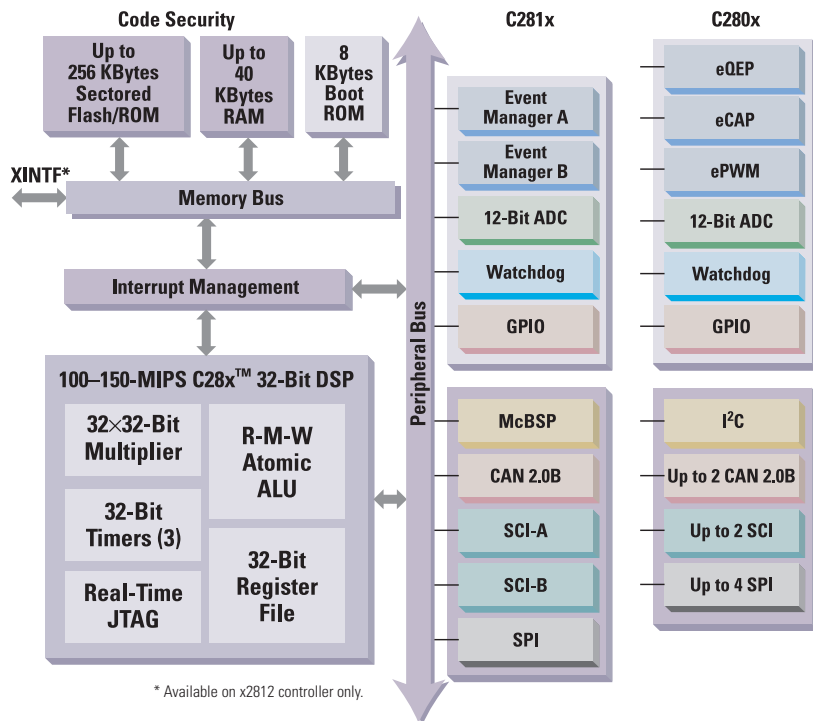 Code Security
Up to
256 KBytes
Sectored
Flash/ROM
Up to
40
KBytes
RAM
8
KBytes
Boot
ROM
XINTF*
Memory Bus
Interrupt Management
100–150-MIPS C28x™ 32-Bit DSP
32×32-Bit
Multiplier
R-M-W
Atomic
ALU
32-Bit
Timers (3)
32-Bit
Register
File
Real-Time
JTAG
* Available on x2812 controller only.
Peripheral Bus
C281x
Event
Manager A
Event
Manager B
12-Bit ADC
Watchdog
GPIO
McBSP
CAN 2.0B
SCI-A
SCI-B
SPI
C280x
eQEP
eCAP
ePWM
12-Bit ADC
Watchdog
GPIO
I²C
Up to 2 CAN 2.0B
Up to 2 SCI
Up to 4 SPI